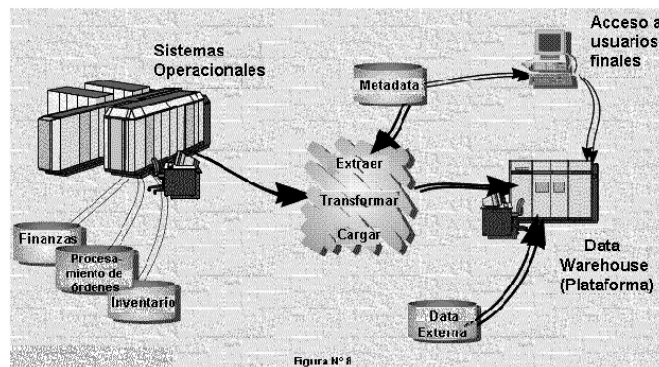 Sistemas
Operacionales
Acceso a
usuarios
finales
Metadata
Extraer
Transformar
Cargar
Finanzas
Procesa-
miento de
órdenes
Inventario
Data
Warehouse
(Plataforma)
Data
Externa
Figura Nº 8